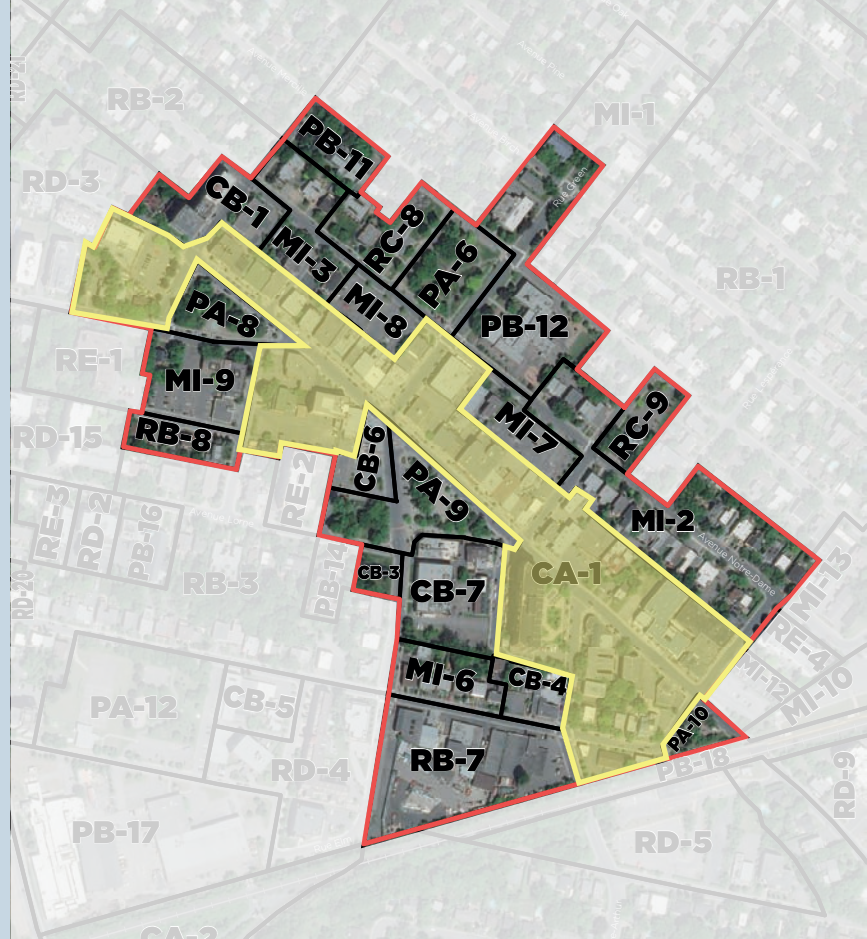 RD-21
RB-2
MI-1
PB-11
RD-3
CB-1
Rue Green
RC-8
MI-3
PA-6
RB-1
PA-8
MI-8
PB-12
RE-1
MI-9
MI-7
RC-9
RD-15
RB-8
CB-6
RE-2
PA-9
MI-2
RE-3
RD-2
PB-16
Avenue Notre-Dame
CA-1
CB-3
CB-7
PB-14
RB-3
RD-20
MI-13
RE-4
MI-12
MI-10
MI-6
CB-4
PA-12
CB-5
PA-10
RB-7
RD-4
PB-18
RD-9
PB-17
RD-5
CA-2